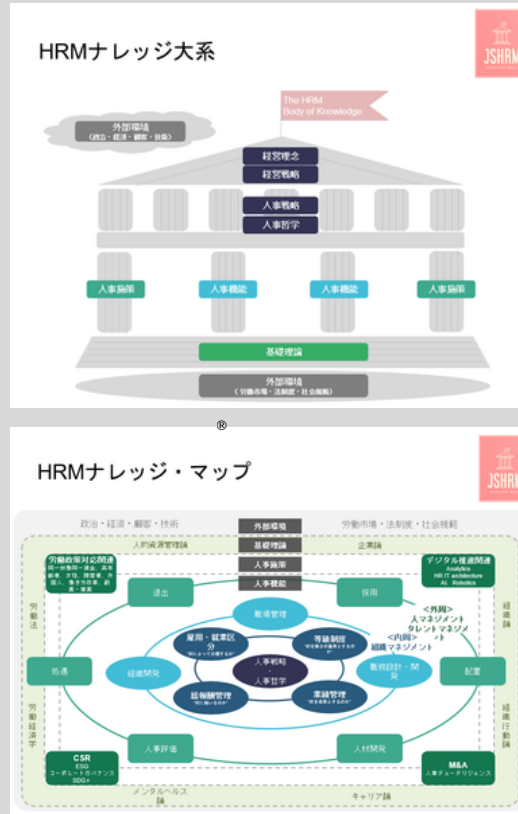 HRMナレッジ大系
JSHRM
The HRM
Body of Knowledge
外部環境
(政治・経済・顧客・技術)
経営理念
経営戦略
人事戦略
人事哲学
人事施策
人事機能
人事機能
人事施策
基礎理論
外部環境
(労働市場・法制度・社会規範)
®
HRMナレッジ・マップ
JSHRM
政治・経済・顧客・技術
外部環境
労働市場・法制度・社会規範
人的資源管理論
基礎理論
企業論
労働政策対応関連
人事施策
デジタル推進関連
Analytics
HR IT architecture
AI、Robotics
人事機能
退出
採用
労働法
組織論
職場管理
<外周>
人マネジメント
タレントマネジメント
<内周>
組織マネジメント
雇用・就業区分
等級制度
処遇
組織開発
人事戦略
・
人事哲学
職務設計・開発
配置
総報酬管理
業績管理
労働経済学
組織行動論
人事評価
人材開発
CSR
ESG
コーポレートガバナンス
SDGs
M&A
人事デューデリジェンス
メンタルヘルス論
キャリア論